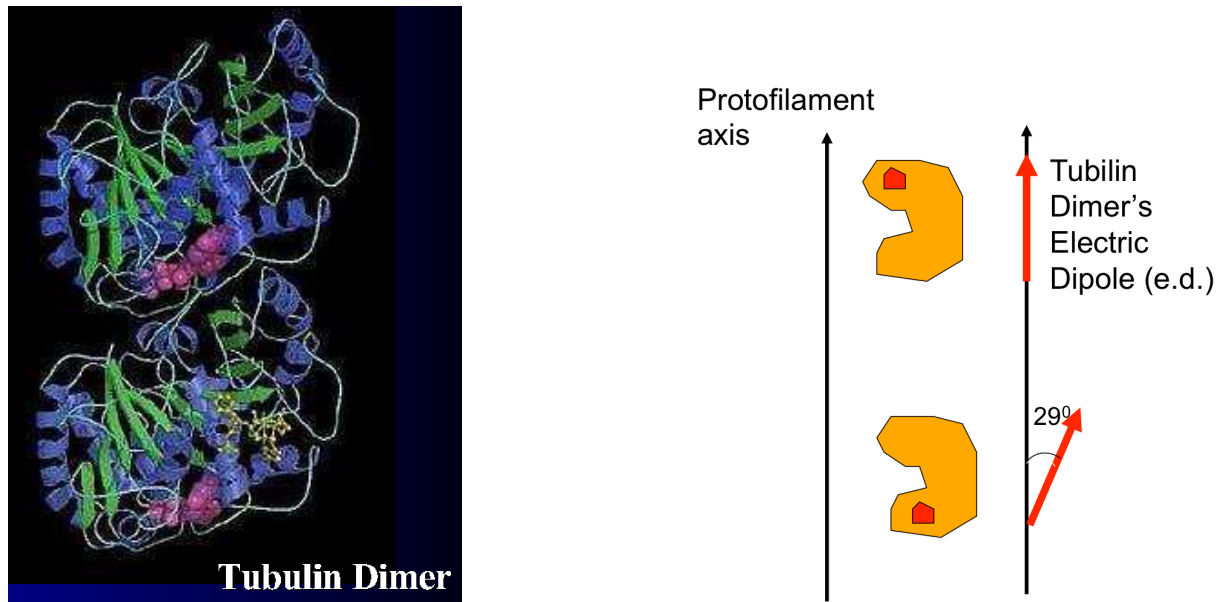 Tubulin Dimer
Protofilament
axis
Tubilin
Dimer's
Electric
Dipole (e.d.)
29⁰